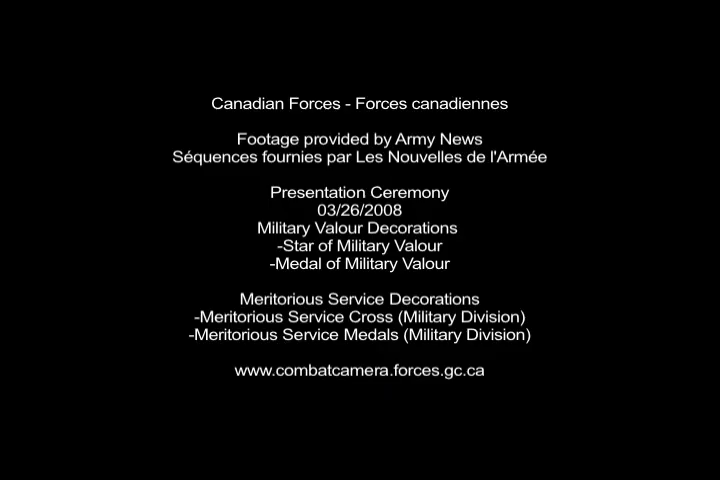 Canadian Forces - Forces canadiennes
Footage provided by Army News
Séquences fournies par Les Nouvelles de l'Armée
Presentation Ceremony
03/26/2008
Military Valour Decorations
-Star of Military Valour
-Medal of Military Valour
Meritorious Service Decorations
-Meritorious Service Cross (Military Division)
-Meritorious Service Medals (Military Division)
www.combatcamera.forces.gc.ca